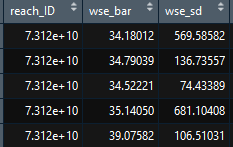 reach_ID wse_bar wse_sd
7.312e+10 34.18012 569.58582
7.312e+10 34.79039 136.73557
7.312e+10 34.52221 74.43389
7.312e+10 35.14050 681.10408
7.312e+10 39.07582 106.51031